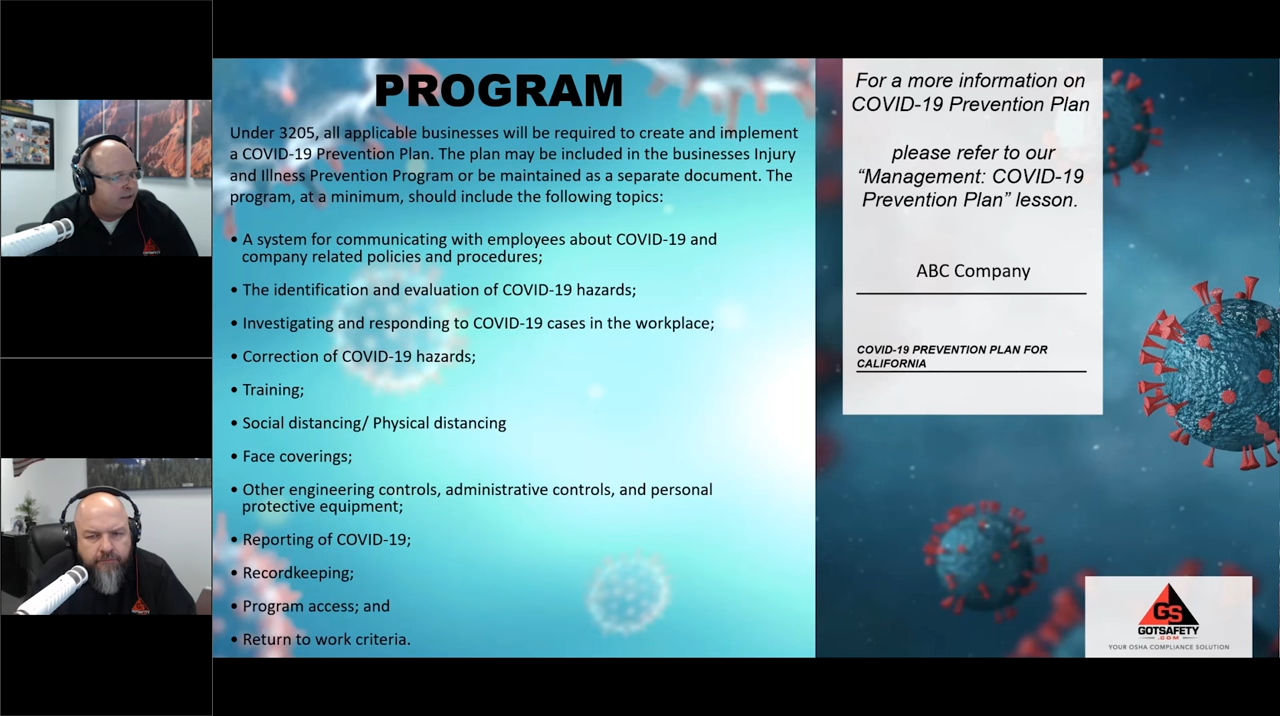 PROGRAM
Under 3205, all applicable businesses will be required to create and implement
a COVID-19 Prevention Plan. The plan may be included in the businesses Injury
and Illness Prevention Program or be maintained as a separate document. The
program, at a minimum, should include the following topics:
• A system for communicating with employees about COVID-19 and
company related policies and procedures;
• The identification and evaluation of COVID-19 hazards;
• Investigating and responding to COVID-19 cases in the workplace;
• Correction of COVID-19 hazards;
• Training;
• Social distancing/ Physical distancing
• Face coverings;
• Other engineering controls, administrative controls, and personal
protective equipment;
• Reporting of COVID-19;
• Recordkeeping;
• Program access; and
• Return to work criteria.
For a more information on
COVID-19 Prevention Plan
please refer to our
“Management: COVID-19
Prevention Plan” lesson.
ABC Company
COVID-19 PREVENTION PLAN FOR
CALIFORNIA
GS
GOTSAFETY
.COM
YOUR OSHA COMPLIANCE SOLUTION